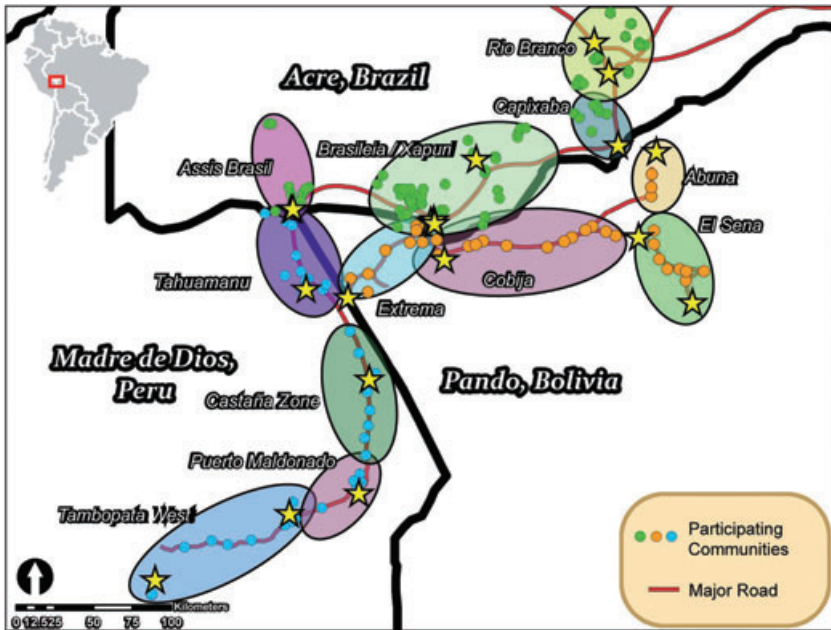 Rio Branco
Acre, Brazil
Capixaba
Brasileia / Xapuri
Assis Brasil
Abuna
El Sena
Tahuamanu
Cobija
Extrema
Madre de Dios,
Peru
Pando, Bolivia
Castaña Zone
Puerto Maldonado
Tambopata West
Participating
Communities
Major Road
Kilometers
0 12.525 50 75 100